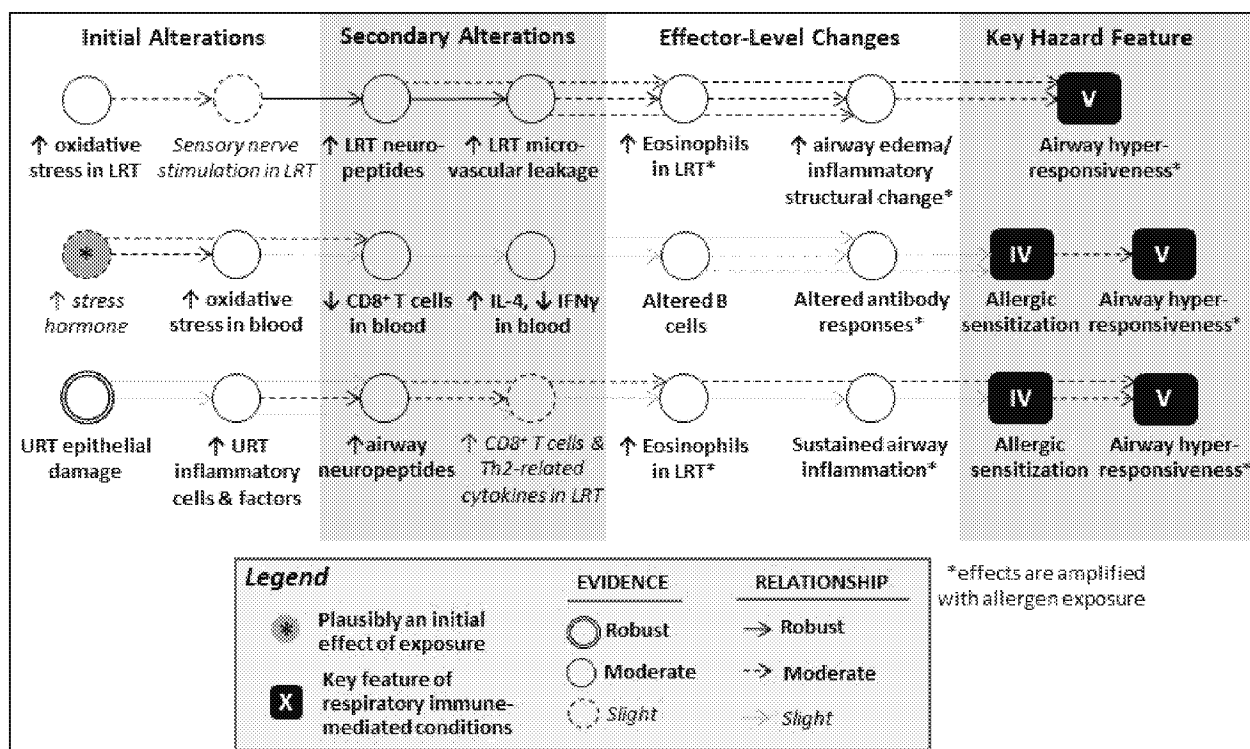 Initial Alterations Secondary Alterations Effector-Level Changes Key Hazard Feature
V
↑ oxidative stress in LRT
Sensory nerve stimulation in LRT
↑ LRT neuro-
peptides
↑ LRT micro-
vascular leakage
↑ Eosinophils
in LRT*
↑ airway edema/
inflammatory
structural change*
Airway hyper-
responsiveness*
*
IV
V
↑ stress
hormone
↑ oxidative
stress in blood
↓ CD8+ T cells
in blood
↑ IL-4, ↓ IFNγ
in blood
Altered B
cells
Altered antibody
responses*
Allergic
sensitization
Airway hyper-
responsiveness*
IV
V
URT epithelial
damage
↑ URT
inflammatory
cells & factors
↑airway
neuropeptides
↑ CD8+ T cells &
Th2-related
cytokines in LRT
↑ Eosinophils
in LRT*
Sustained airway
inflammation*
Allergic
sensitization
Airway hyper-
responsiveness*
Legend
*
Plausibly an initial
effect of exposure
X
Key feature of
respiratory immune-
mediated conditions
EVIDENCE
Robust
Moderate
Slight
RELATIONSHIP
Robust
Moderate
Slight
*effects are amplified
with allergen exposure